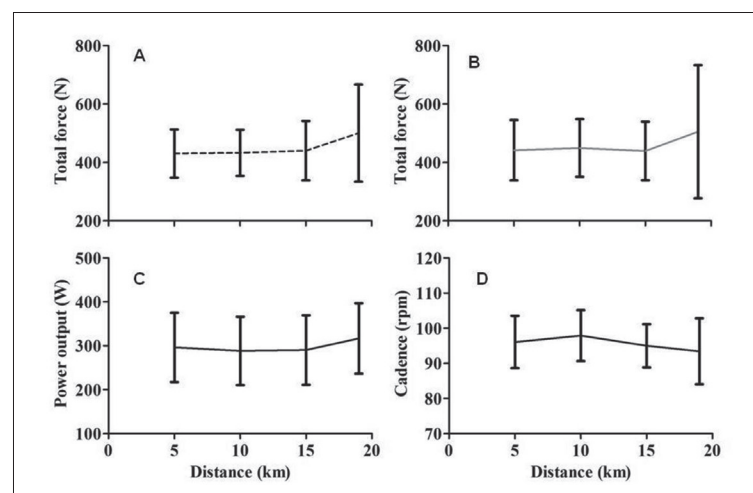 A
Total force (N)
800
600
400
200
B
Total force (N)
800
600
400
200
C
Power output (W)
500
400
300
200
100
0 5 10 15 20
Distance (km)
D
Cadence (rpm)
120
110
100
90
80
70
0 5 10 15 20
Distance (km)